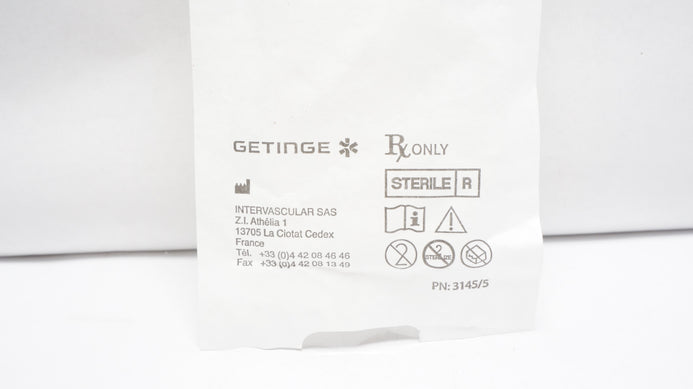 GETINGE
INTERVASCULAR SAS
Z.I. Athélia 1
13705 La Ciotat Cedex
France
Tél. +33 (0)4 42 08 46 46
Fax +33 (0)4 42 08 13 49
Rx ONLY
STERILE R
i
2
STERILIZE
PN: 3145/5